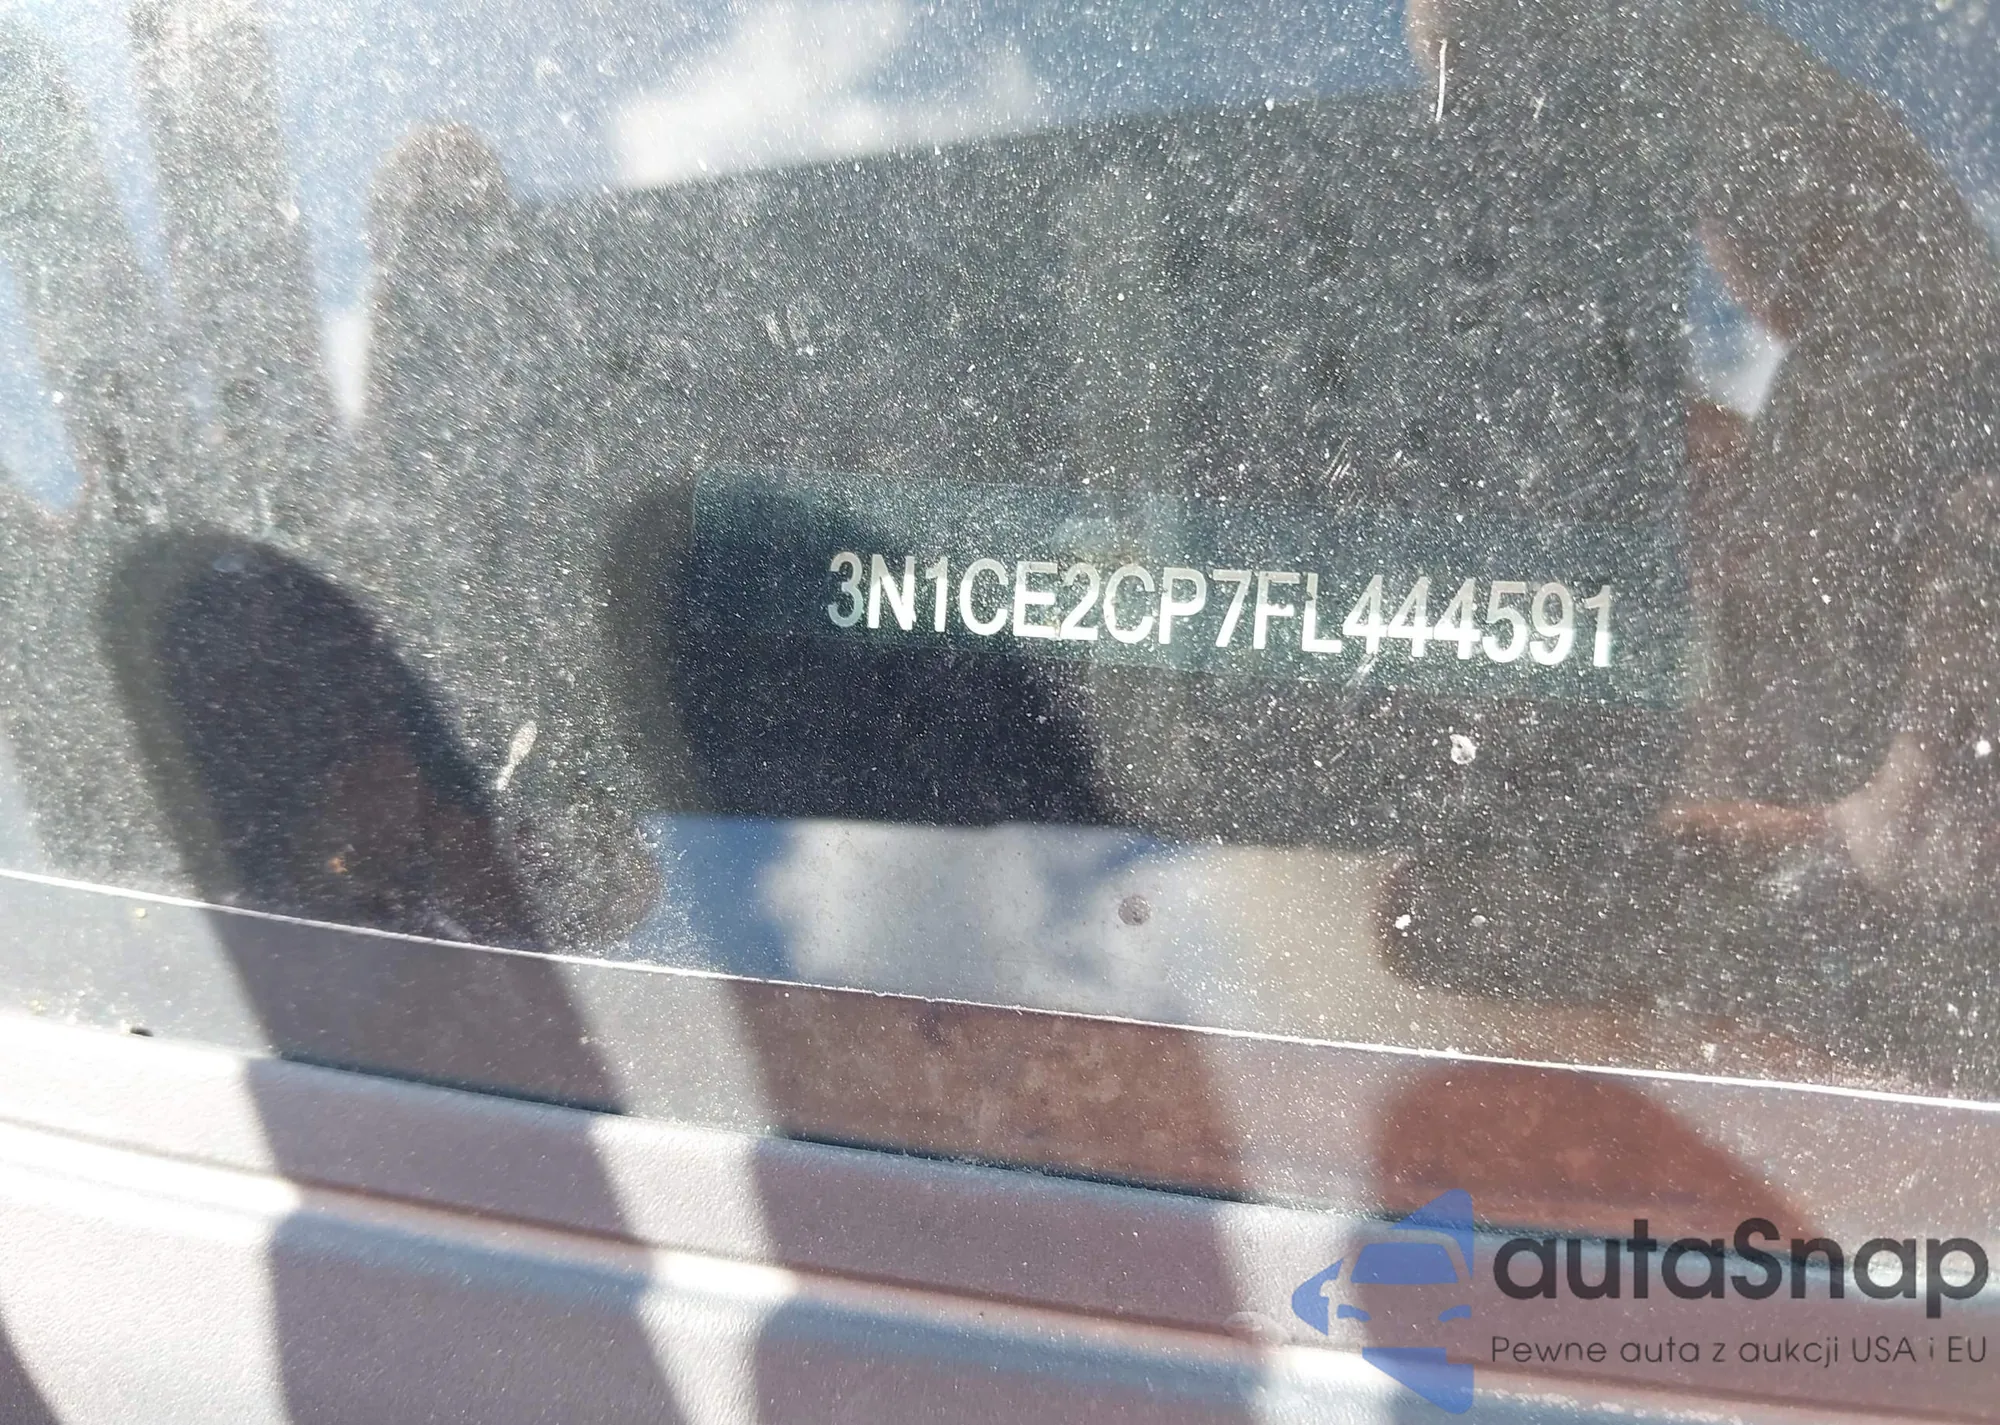 3N1CE2CP7FL444591
autaSnap
Pewne auta z aukcji USA i EU